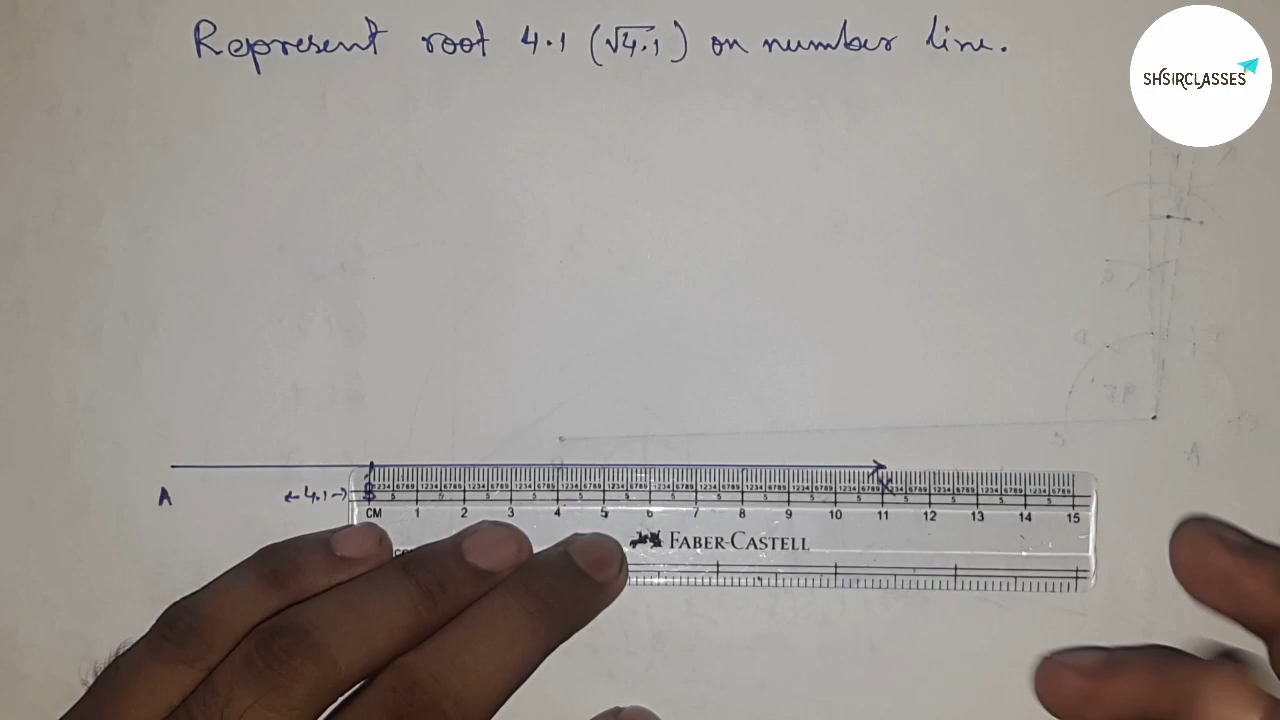 Represent root 4.1 (√4.1) on number line.
SHSIRCLASSES
A ←4.1→ B X
CM 1 2 3 4 5 6 7 8 9 10 11 12 13 14 15
FABER-CASTELL